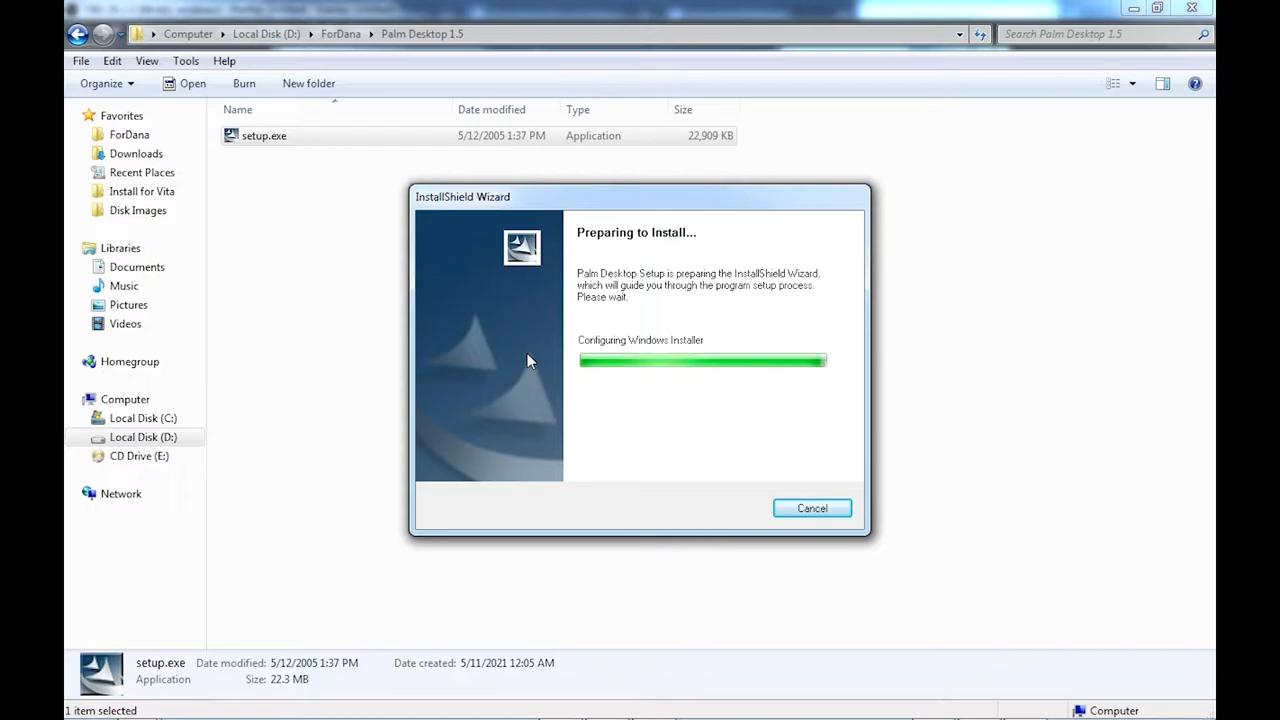 Computer Local Disk (D:) ForDana Palm Desktop 1.5 Search Palm Desktop 1.5
File Edit View Tools Help
Organize Open Burn New folder
Name Date modified Type Size
setup.exe 5/12/2005 1:37 PM Application 22,909 KB
Favorites
ForDana
Downloads
Recent Places
Install for Vita
Disk Images
Libraries
Documents
Music
Pictures
Videos
Homegroup
Computer
Local Disk (C:)
Local Disk (D:)
CD Drive (E:)
Network
InstallShield Wizard
Preparing to Install...
Palm Desktop Setup is preparing the InstallShield Wizard,
which will guide you through the program setup process.
Please wait.
Configuring Windows Installer
Cancel
setup.exe Date modified: 5/12/2005 1:37 PM Date created: 5/11/2021 12:05 AM
Application Size: 22.3 MB
1 item selected Computer